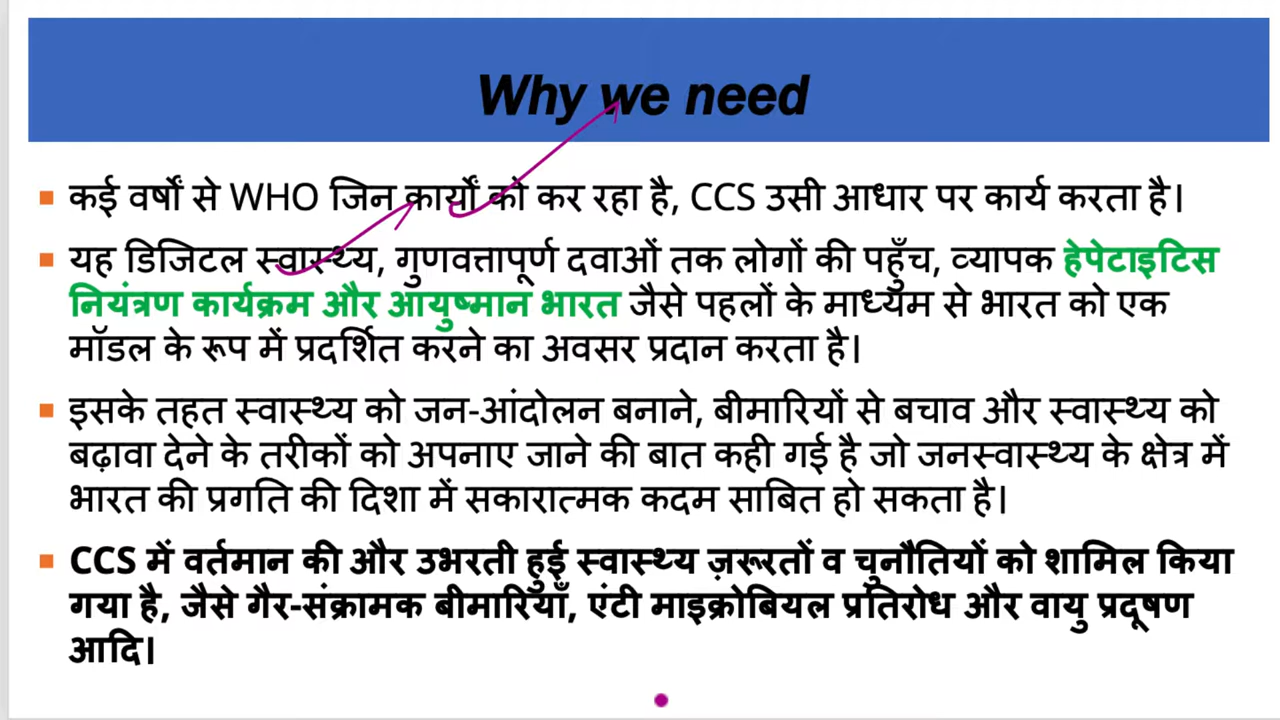 Why we need
कई वर्षों से WHO जिन कार्यों को कर रहा है, CCS उसी आधार पर कार्य करता है।
यह डिजिटल स्वास्थ्य, गुणवत्तापूर्ण दवाओं तक लोगों की पहुँच, व्यापक हेपेटाइटिस
नियंत्रण कार्यक्रम और आयुष्मान भारत जैसे पहलों के माध्यम से भारत को एक
मॉडल के रूप में प्रदर्शित करने का अवसर प्रदान करता है।
इसके तहत स्वास्थ्य को जन-आंदोलन बनाने, बीमारियों से बचाव और स्वास्थ्य को
बढ़ावा देने के तरीकों को अपनाए जाने की बात कही गई है जो जनस्वास्थ्य के क्षेत्र में
भारत की प्रगति की दिशा में सकारात्मक कदम साबित हो सकता है।
CCS में वर्तमान की और उभरती हुई स्वास्थ्य ज़रूरतों व चुनौतियों को शामिल किया
गया है, जैसे गैर-संक्रामक बीमारियाँ, एंटी माइक्रोबियल प्रतिरोध और वायु प्रदूषण
आदि।